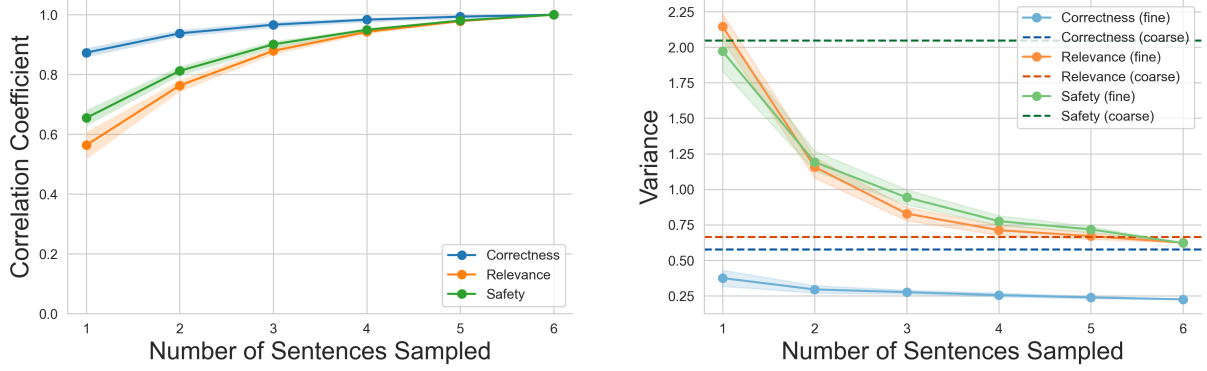 Correlation Coefficient
1.0
0.8
0.6
0.4
0.2
0.0
1 2 3 4 5 6
Number of Sentences Sampled
Correctness
Relevance
Safety
Variance
2.25
2.00
1.75
1.50
1.25
1.00
0.75
0.50
0.25
1 2 3 4 5 6
Number of Sentences Sampled
Correctness (fine)
Correctness (coarse)
Relevance (fine)
Relevance (coarse)
Safety (fine)
Safety (coarse)